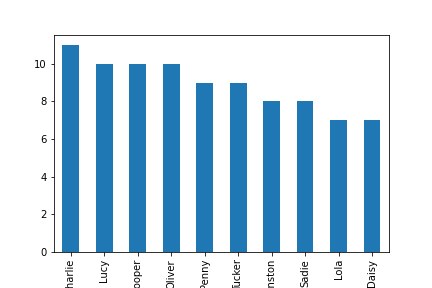 10
8
6
4
2
0
harlie
Lucy
ooper
Oliver
Penny
Tucker
nston
Sadie
Lola
Daisy